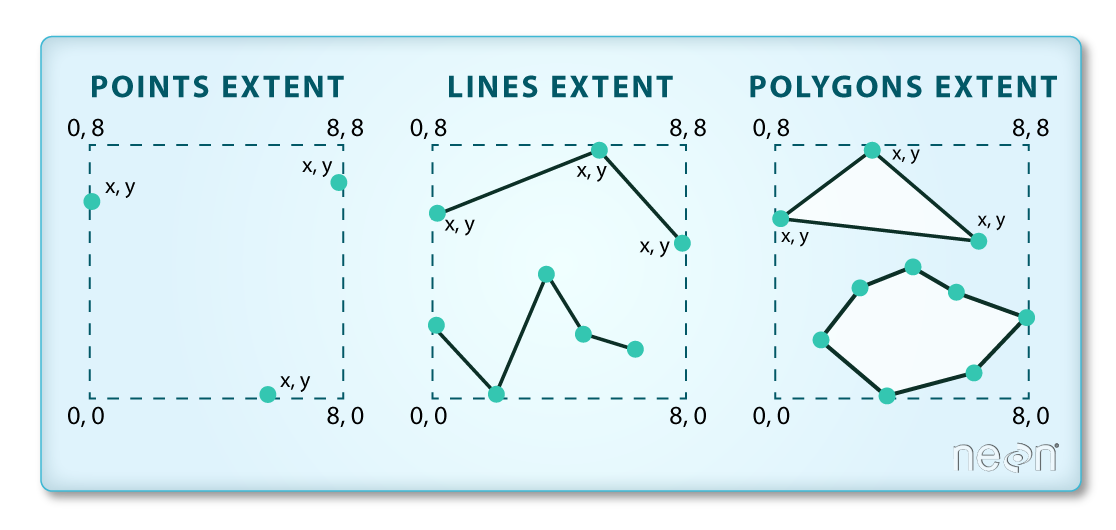 POINTS EXTENT
0, 8
8, 8
x, y
x, y
x, y
0, 0
8, 0
LINES EXTENT
0, 8
8, 8
x, y
x, y
x, y
0, 0
8, 0
POLYGONS EXTENT
0, 8
8, 8
x, y
x, y
x, y
0, 0
8, 0
neon